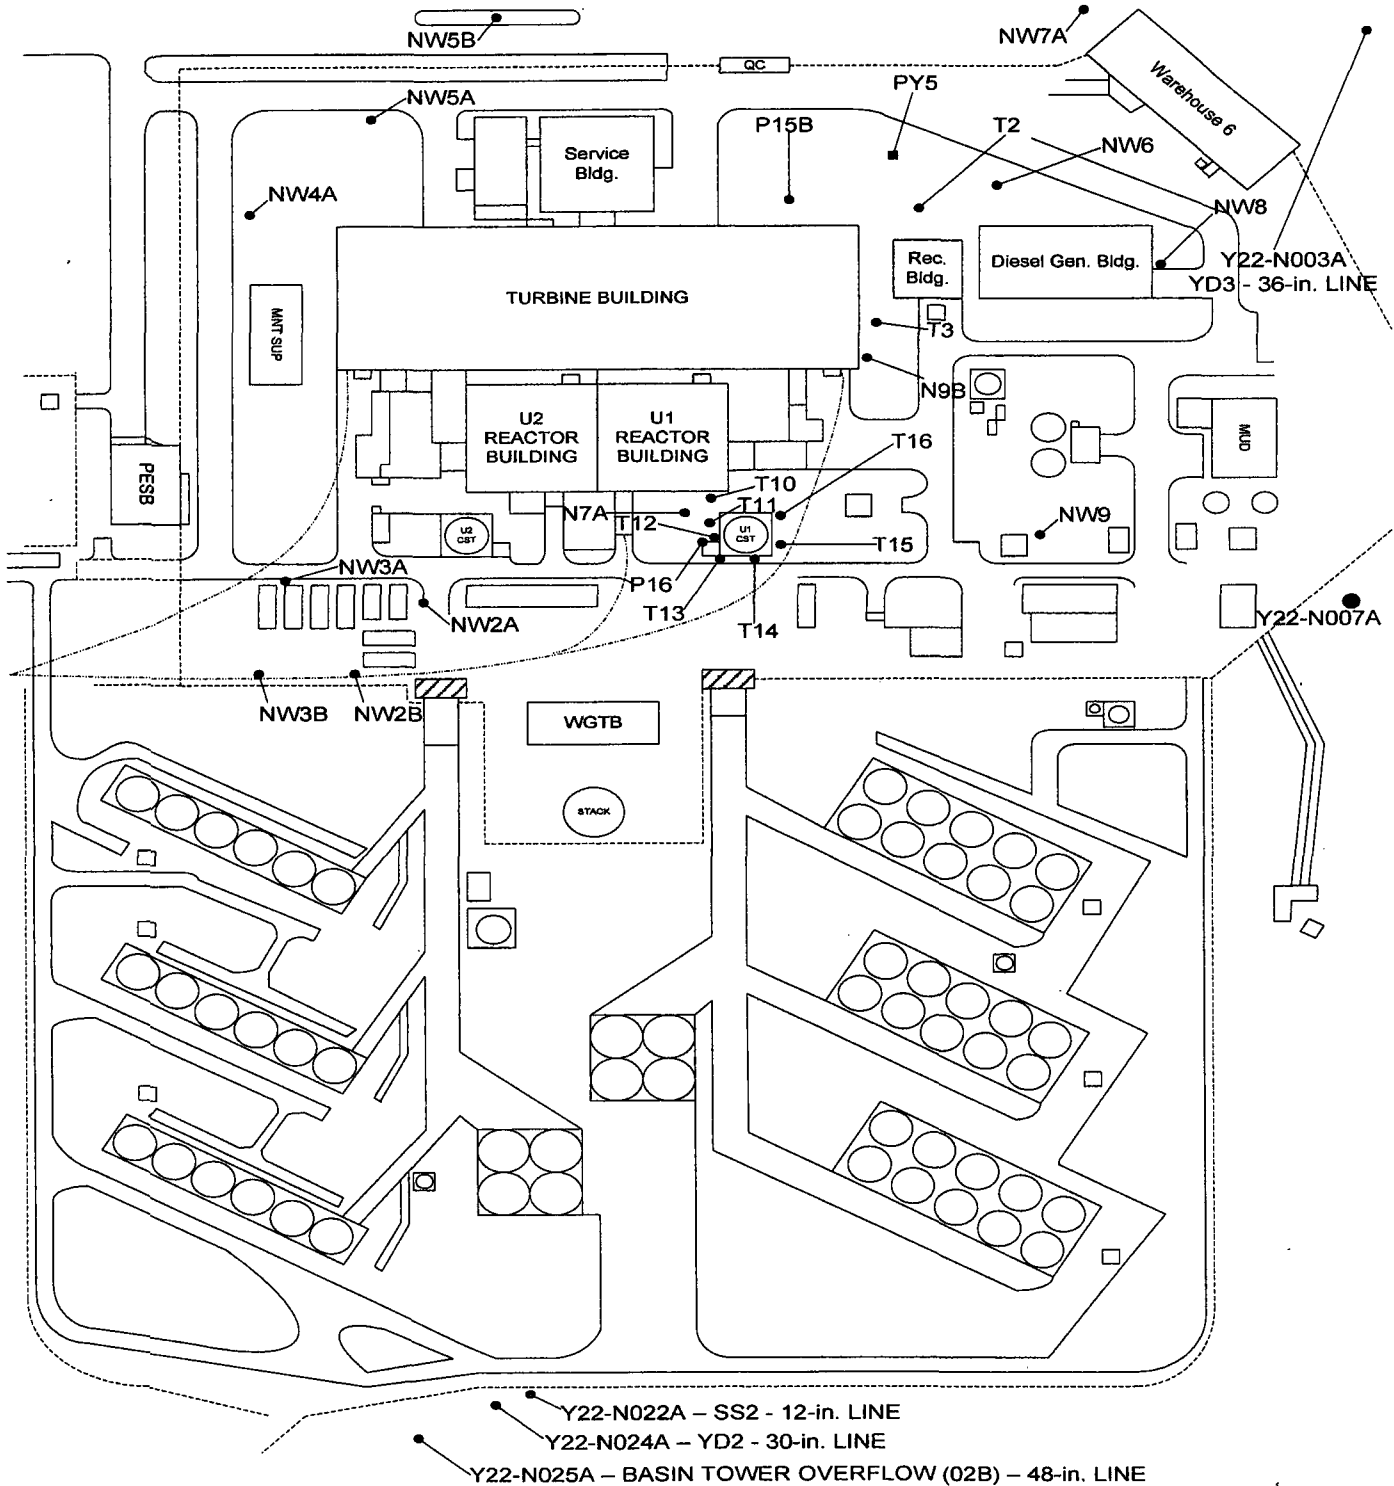 NW5B
NW7A
QC
Warehouse 6
NW5A
PY5
P15B
T2
NW6
Service
Bldg.
NW4A
NW8
Rec.
Bldg.
Diesel Gen. Bldg.
Y22-N003A
YD3 - 36-in. LINE
TURBINE BUILDING
MNT SUP
T3
N9B
U2
REACTOR
BUILDING
U1
REACTOR
BUILDING
T16
MUD
PESB
T10
T11
N7A
T12
U2
CST
U1
CST
NW9
T15
NW3A
P16
T13
T14
NW2A
Y22-N007A
NW3B
NW2B
WGTB
STACK
Y22-N022A – SS2 - 12-in. LINE
Y22-N024A – YD2 - 30-in. LINE
Y22-N025A – BASIN TOWER OVERFLOW (02B) – 48-in. LINE